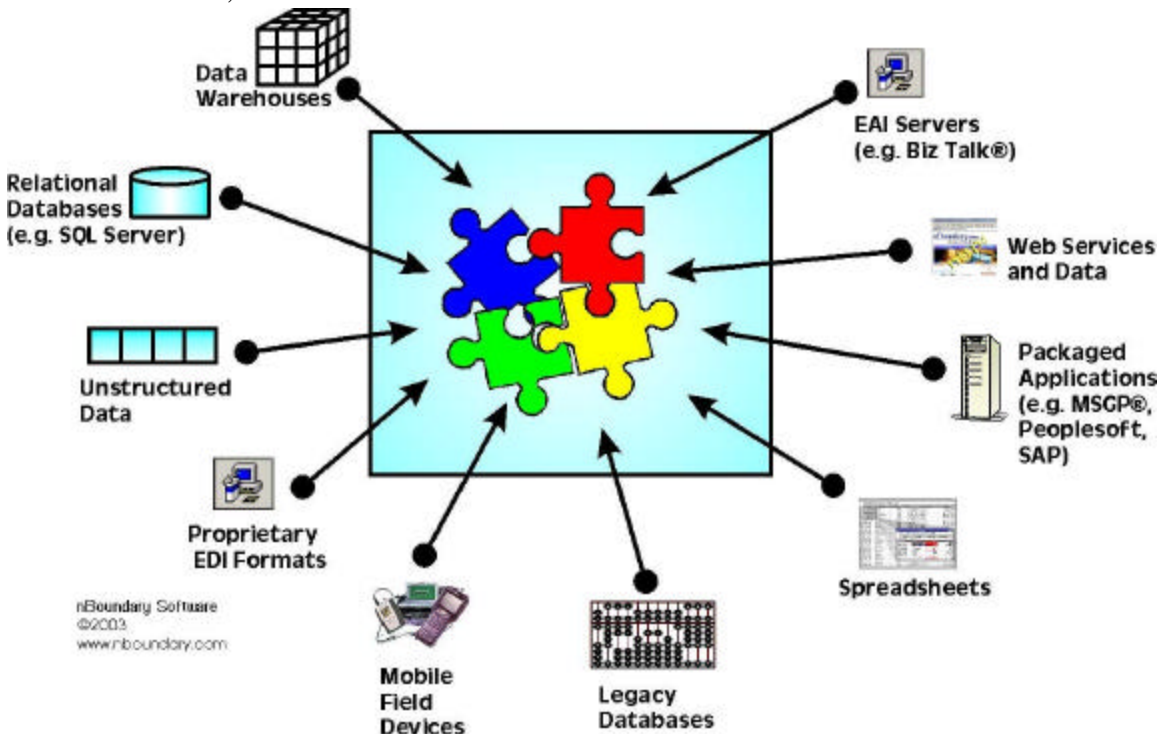 Data
Warehouses
EAI Servers
(e.g. Biz Talk®)
Relational
Databases
(e.g. SQL Server)
Web Services
and Data
Unstructured
Data
Packaged
Applications
(e.g. MSGP®,
Peoplesoft,
SAP)
Proprietary
EDI Formats
Spreadsheets
nBoundary Software
©2003
www.nboundary.com
Mobile
Field
Devices
Legacy
Databases